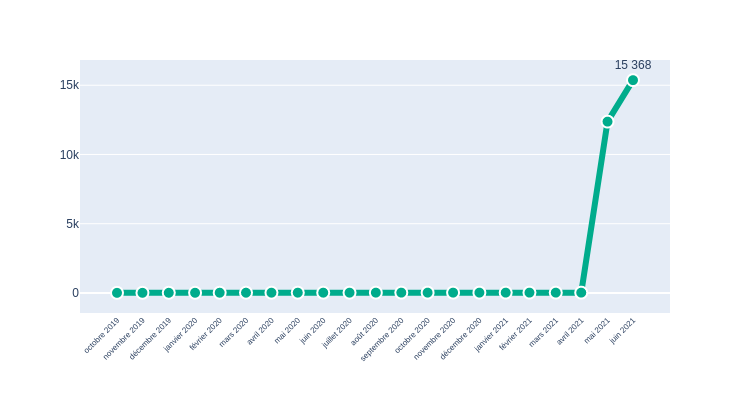 15 368
15k
10k
5k
0
octobre 2019
novembre 2019
décembre 2019
janvier 2020
février 2020
mars 2020
avril 2020
mai 2020
juin 2020
juillet 2020
août 2020
septembre 2020
octobre 2020
novembre 2020
décembre 2020
janvier 2021
février 2021
mars 2021
avril 2021
mai 2021
juin 2021